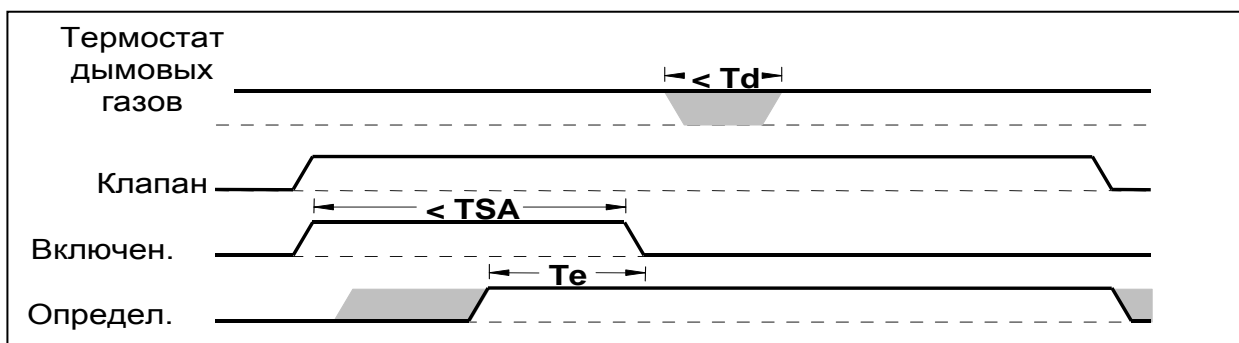 Термостат
дымовых
газов
< Td
Клапан
< TSA
Включен.
Te
Определ.